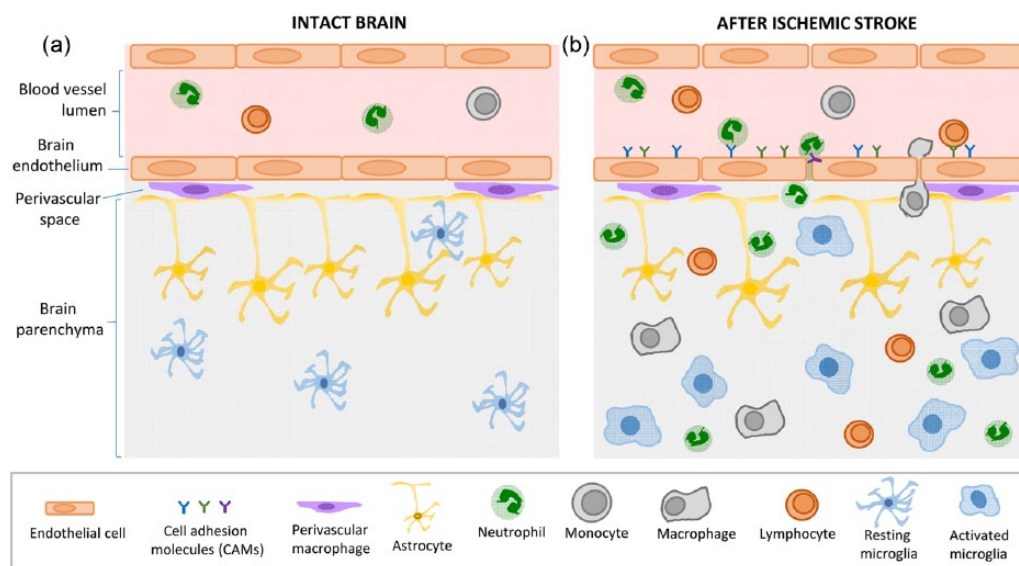 INTACT BRAIN
AFTER ISCHEMIC STROKE
(a)
(b)
Blood vessel
lumen
Brain
endothelium
Perivascular
space
Brain
parenchyma
Endothelial cell
Cell adhesion
molecules (CAMs)
Perivascular
macrophage
Astrocyte
Neutrophil
Monocyte
Macrophage
Lymphocyte
Resting
microglia
Activated
microglia